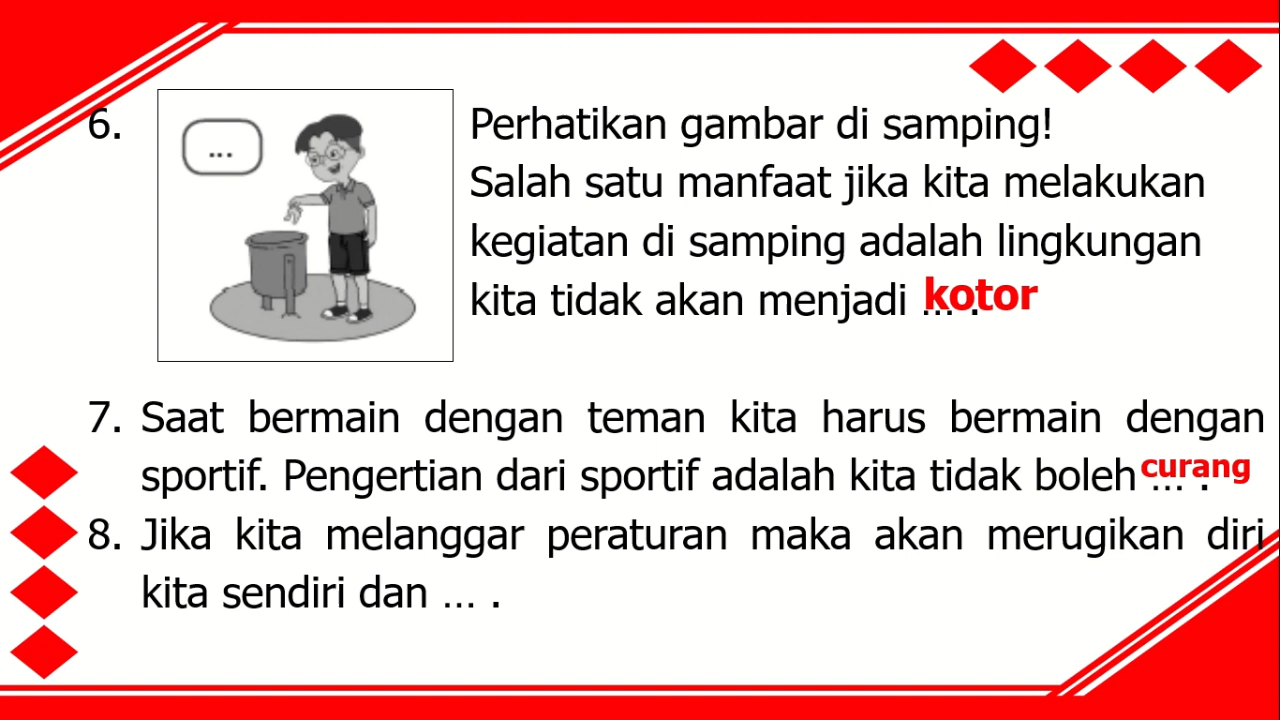 6.
...
Perhatikan gambar di samping!
Salah satu manfaat jika kita melakukan
kegiatan di samping adalah lingkungan
kita tidak akan menjadi ... . kotor
7. Saat bermain dengan teman kita harus bermain dengan
sportif. Pengertian dari sportif adalah kita tidak boleh ... . curang
8. Jika kita melanggar peraturan maka akan merugikan diri
kita sendiri dan ... .